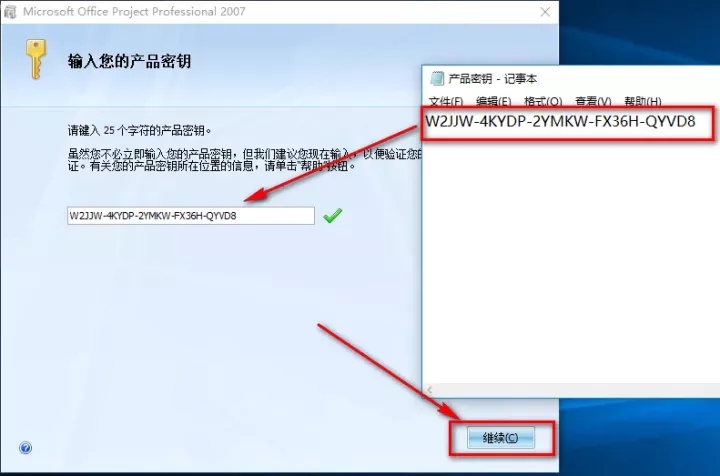 Microsoft Office Project Professional 2007
输入您的产品密钥
请键入 25 个字符的产品密钥。
虽然您不必立即输入您的产品密钥，但我们建议您现在输入，以便验证您的
证。有关您的产品密钥所在位置的信息，请单击“帮助”按钮。
W2JJW-4KYDP-2YMKW-FX36H-QYVD8
继续(C)
产品密钥 - 记事本
文件(F) 编辑(E) 格式(O) 查看(V) 帮助(H)
W2JJW-4KYDP-2YMKW-FX36H-QYVD8